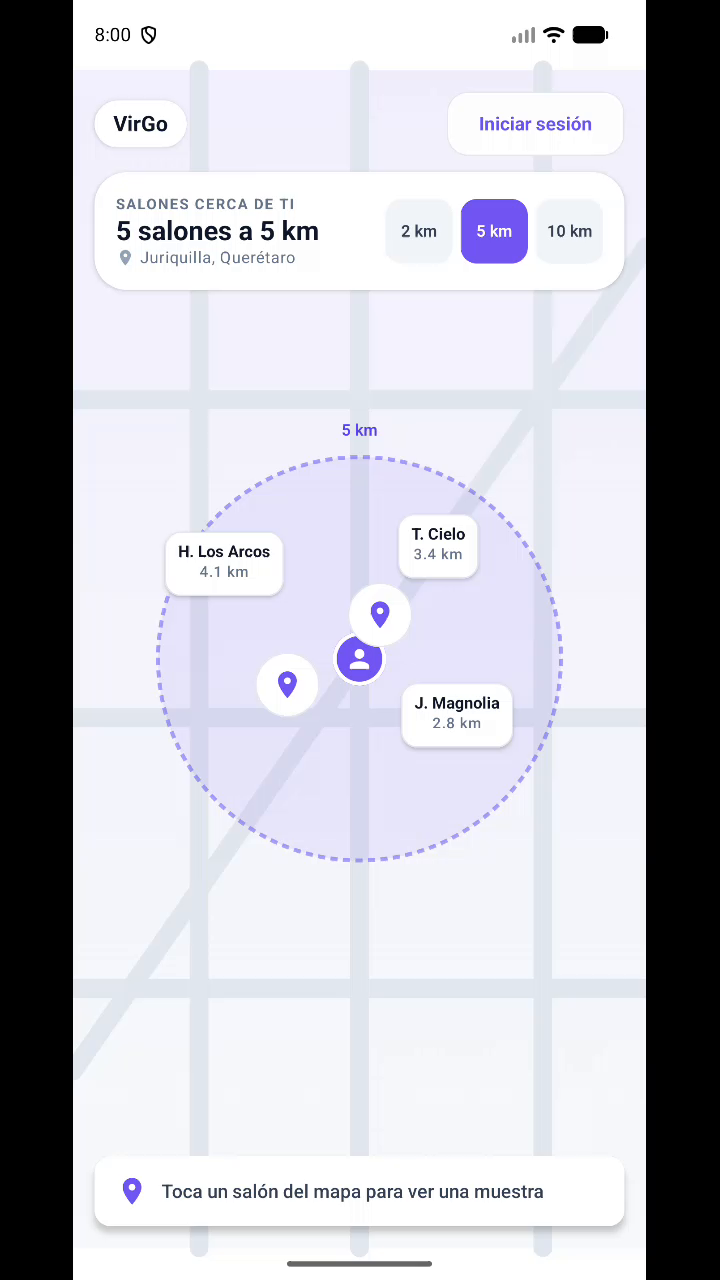 8:00
VirGo
Iniciar sesión
SALONES CERCA DE TI
5 salones a 5 km
Juriquilla, Querétaro
2 km
5 km
10 km
5 km
T. Cielo
3.4 km
H. Los Arcos
4.1 km
J. Magnolia
2.8 km
Toca un salón del mapa para ver una muestra